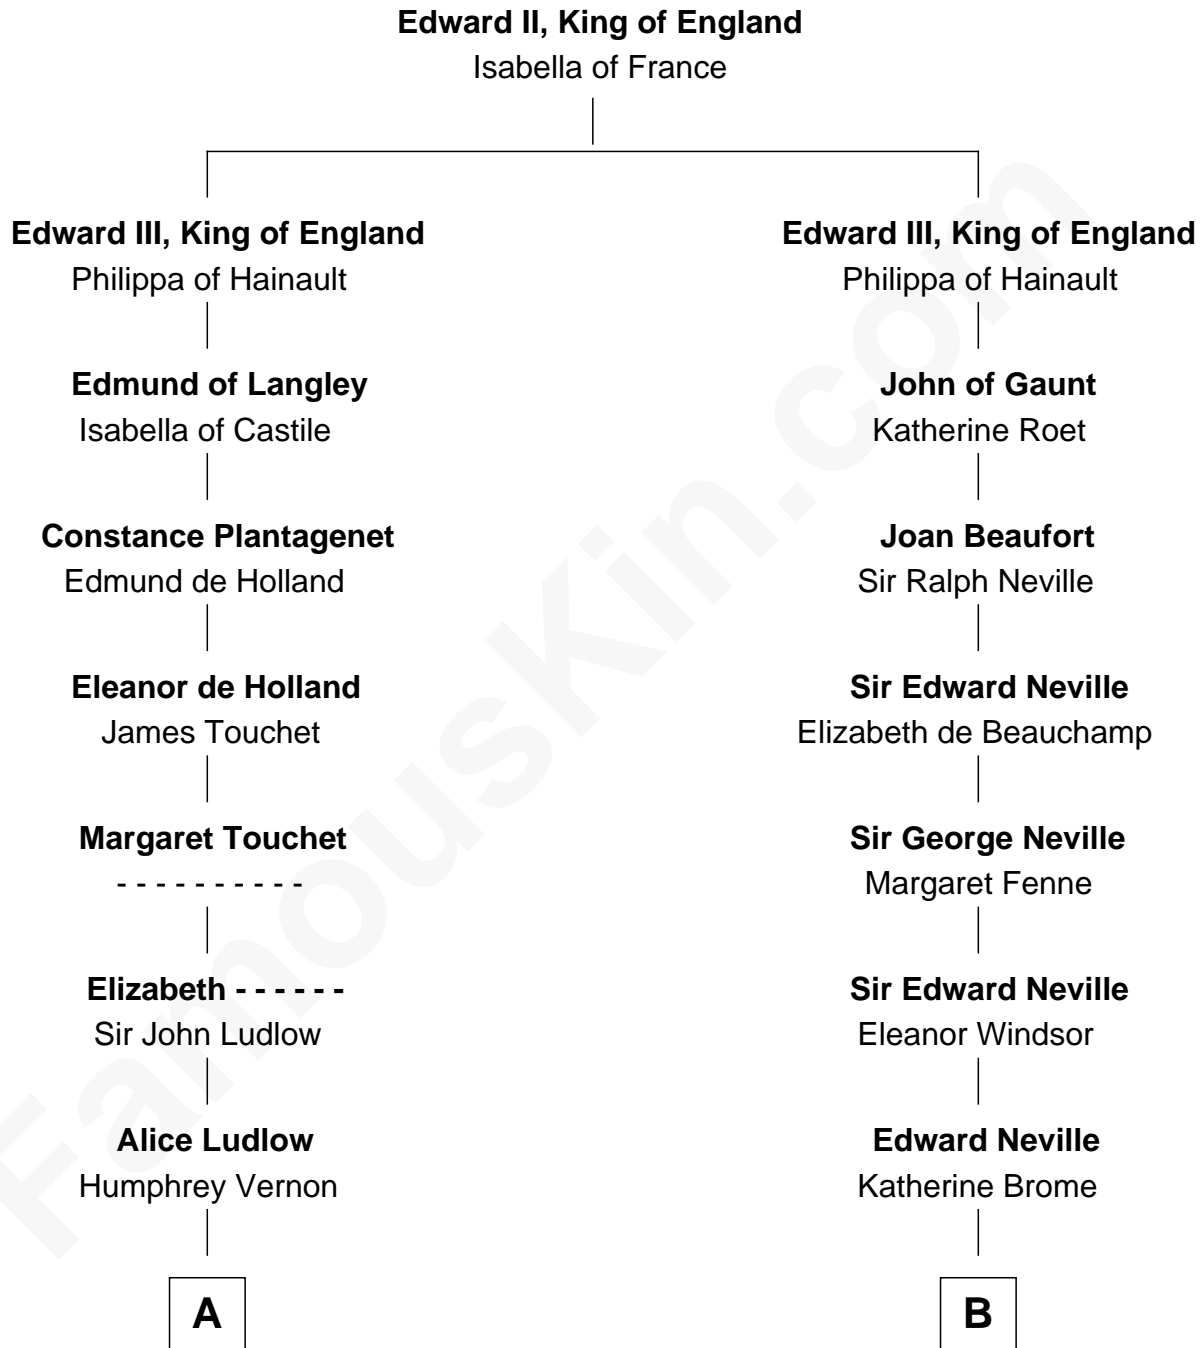 Edward II, King of England
Isabella of France
Edward III, King of England
Philippa of Hainault
Edmund of Langley
Isabella of Castile
Constance Plantagenet
Edmund de Holland
Eleanor de Holland
James Touchet
Margaret Touchet
- - - - - - - - - -
Elizabeth - - - - - -
Sir John Ludlow
Alice Ludlow
Humphrey Vernon
A
Edward III, King of England
Philippa of Hainault
John of Gaunt
Katherine Roet
Joan Beaufort
Sir Ralph Neville
Sir Edward Neville
Elizabeth de Beauchamp
Sir George Neville
Margaret Fenne
Sir Edward Neville
Eleanor Windsor
Edward Neville
Katherine Brome
B
FamousKin.com